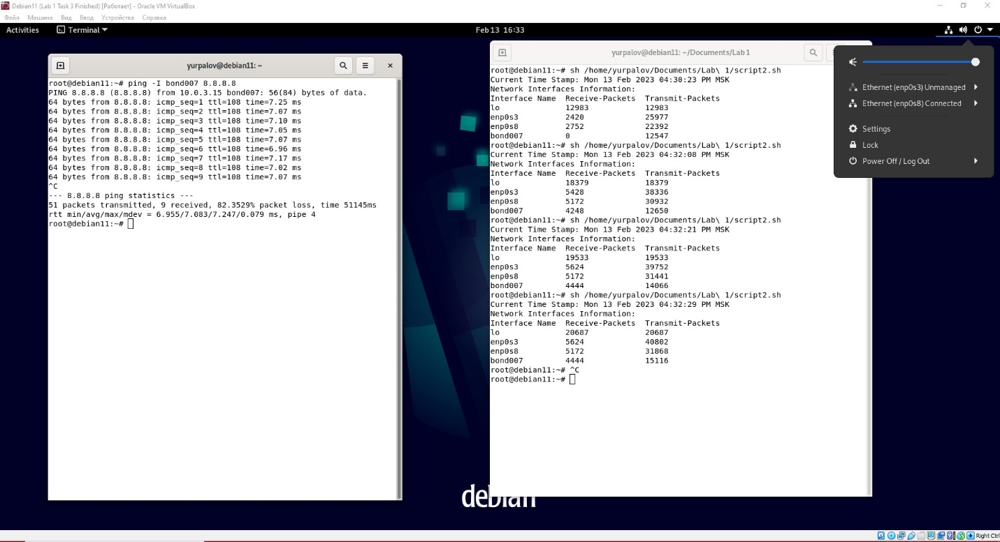 Debian11 (Lab 1 Task 3 Finished) [Работает] - Oracle VM VirtualBox
Файл Машина Вид Ввод Устройства Справка
Activities Terminal Feb 13 16:33
yurpalov@debian11: ~
root@debian11:~# ping -I bond007 8.8.8.8
PING 8.8.8.8 (8.8.8.8) from 10.0.3.15 bond007: 56(84) bytes of data.
64 bytes from 8.8.8.8: icmp_seq=1 ttl=108 time=7.25 ms
64 bytes from 8.8.8.8: icmp_seq=2 ttl=108 time=7.07 ms
64 bytes from 8.8.8.8: icmp_seq=3 ttl=108 time=7.10 ms
64 bytes from 8.8.8.8: icmp_seq=4 ttl=108 time=7.05 ms
64 bytes from 8.8.8.8: icmp_seq=5 ttl=108 time=7.07 ms
64 bytes from 8.8.8.8: icmp_seq=6 ttl=108 time=6.96 ms
64 bytes from 8.8.8.8: icmp_seq=7 ttl=108 time=7.17 ms
64 bytes from 8.8.8.8: icmp_seq=8 ttl=108 time=7.02 ms
64 bytes from 8.8.8.8: icmp_seq=9 ttl=108 time=7.07 ms
^C
--- 8.8.8.8 ping statistics ---
51 packets transmitted, 9 received, 82.3529% packet loss, time 51145ms
rtt min/avg/max/mdev = 6.955/7.083/7.247/0.079 ms, pipe 4
root@debian11:~#
yurpalov@debian11: ~/Documents/Lab 1
root@debian11:~# sh /home/yurpalov/Documents/Lab\ 1/script2.sh
Current Time Stamp: Mon 13 Feb 2023 04:30:23 PM MSK
Network Interfaces Information:
Interface Name Receive-Packets Transmit-Packets
lo 12983 12983
enp0s3 2420 25977
enp0s8 2752 22392
bond007 0 12547
root@debian11:~# sh /home/yurpalov/Documents/Lab\ 1/script2.sh
Current Time Stamp: Mon 13 Feb 2023 04:32:08 PM MSK
Network Interfaces Information:
Interface Name Receive-Packets Transmit-Packets
lo 18379 18379
enp0s3 5428 38336
enp0s8 5172 30932
bond007 4248 12650
root@debian11:~# sh /home/yurpalov/Documents/Lab\ 1/script2.sh
Current Time Stamp: Mon 13 Feb 2023 04:32:21 PM MSK
Network Interfaces Information:
Interface Name Receive-Packets Transmit-Packets
lo 19533 19533
enp0s3 5624 39752
enp0s8 5172 31441
bond007 4444 14066
root@debian11:~# sh /home/yurpalov/Documents/Lab\ 1/script2.sh
Current Time Stamp: Mon 13 Feb 2023 04:32:29 PM MSK
Network Interfaces Information:
Interface Name Receive-Packets Transmit-Packets
lo 20687 20687
enp0s3 5624 40802
enp0s8 5172 31868
bond007 4444 15116
root@debian11:~# ^C
root@debian11:~#
Ethernet (enp0s3) Unmanaged
Ethernet (enp0s8) Connected
Settings
Lock
Power Off / Log Out
debian
Right Ctrl